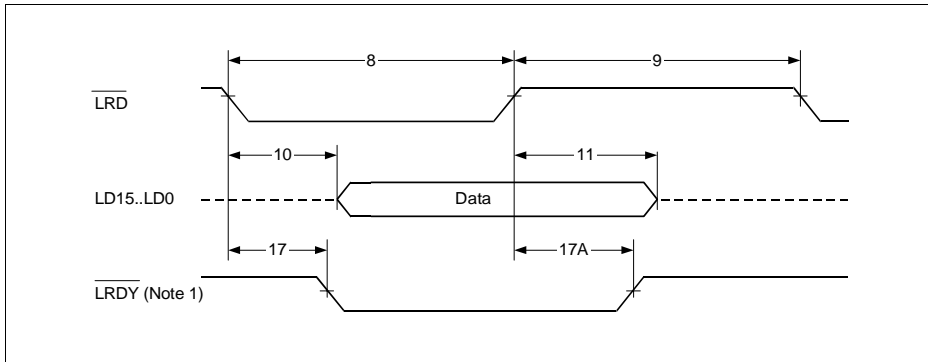 8
9
LRD
10
11
LD15..LD0
Data
17
17A
LRDY (Note 1)